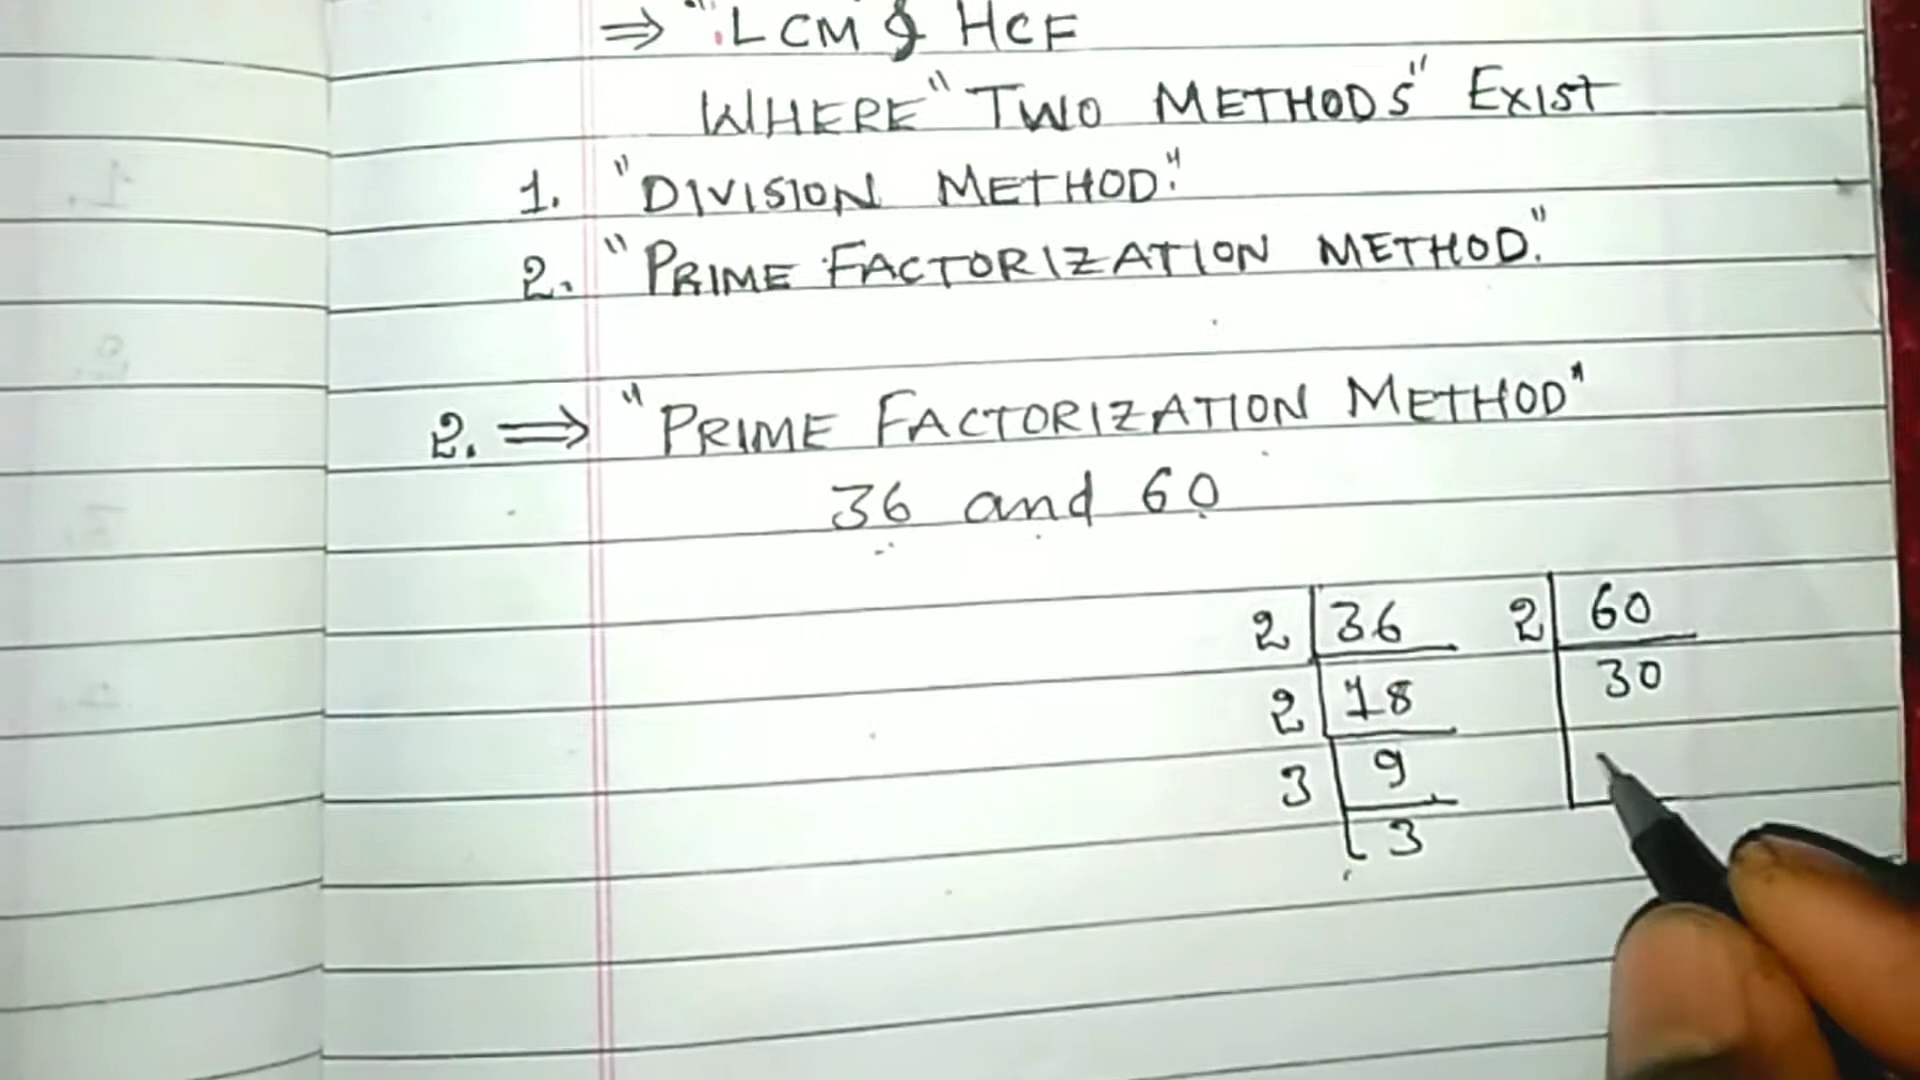 ⇒ "LCM & HCF
WHERE "TWO METHODS" EXIST
1. "DIVISION METHOD."
2. "PRIME FACTORIZATION METHOD."
2. ⇒ "PRIME FACTORIZATION METHOD"
36 and 60
2 36 2 60
2 18 30
3 9
3